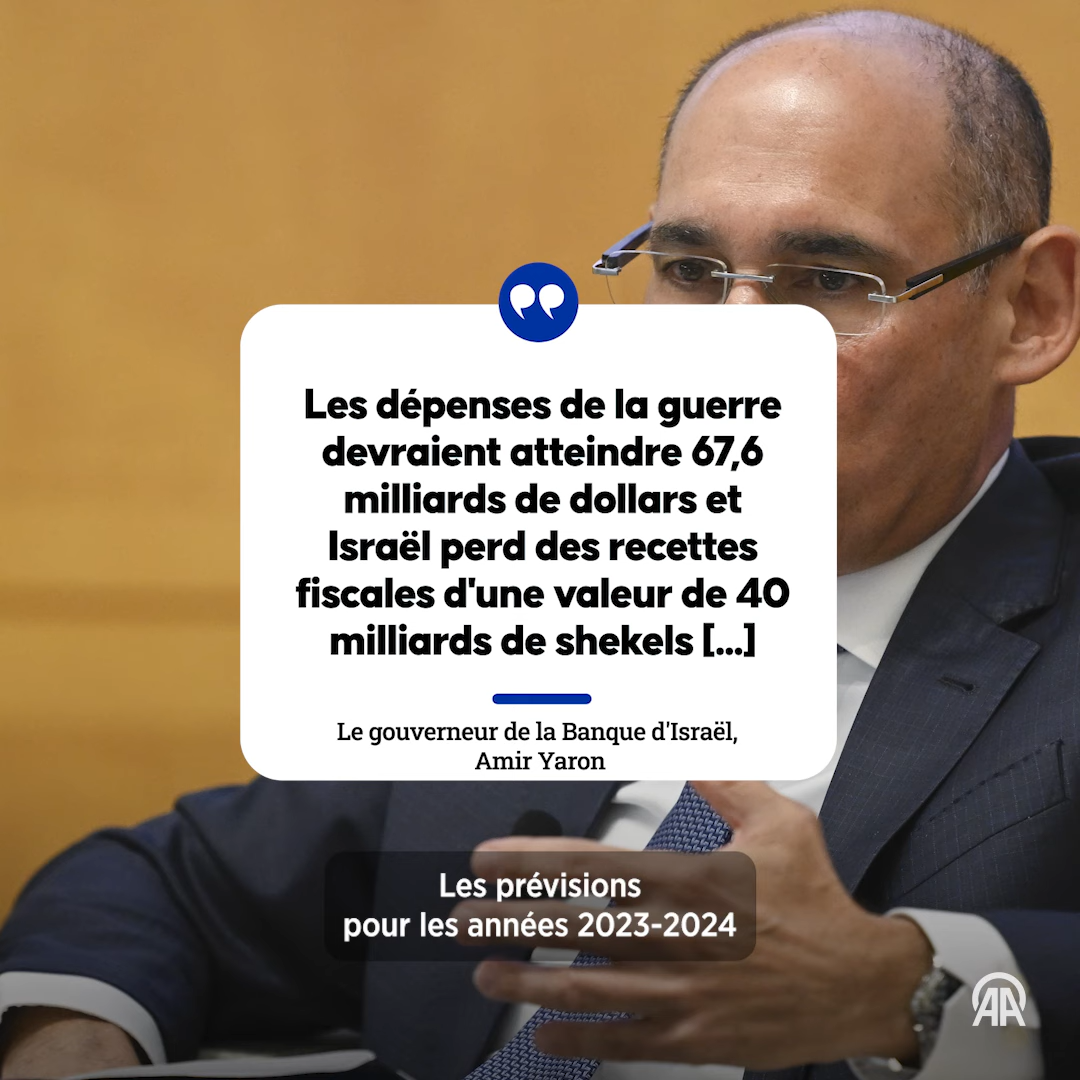 Les dépenses de la guerre
devraient atteindre 67,6
milliards de dollars et
Israël perd des recettes
fiscales d'une valeur de 40
milliards de shekels [...]
Le gouverneur de la Banque d'Israël,
Amir Yaron
Les prévisions
pour les années 2023-2024
AA